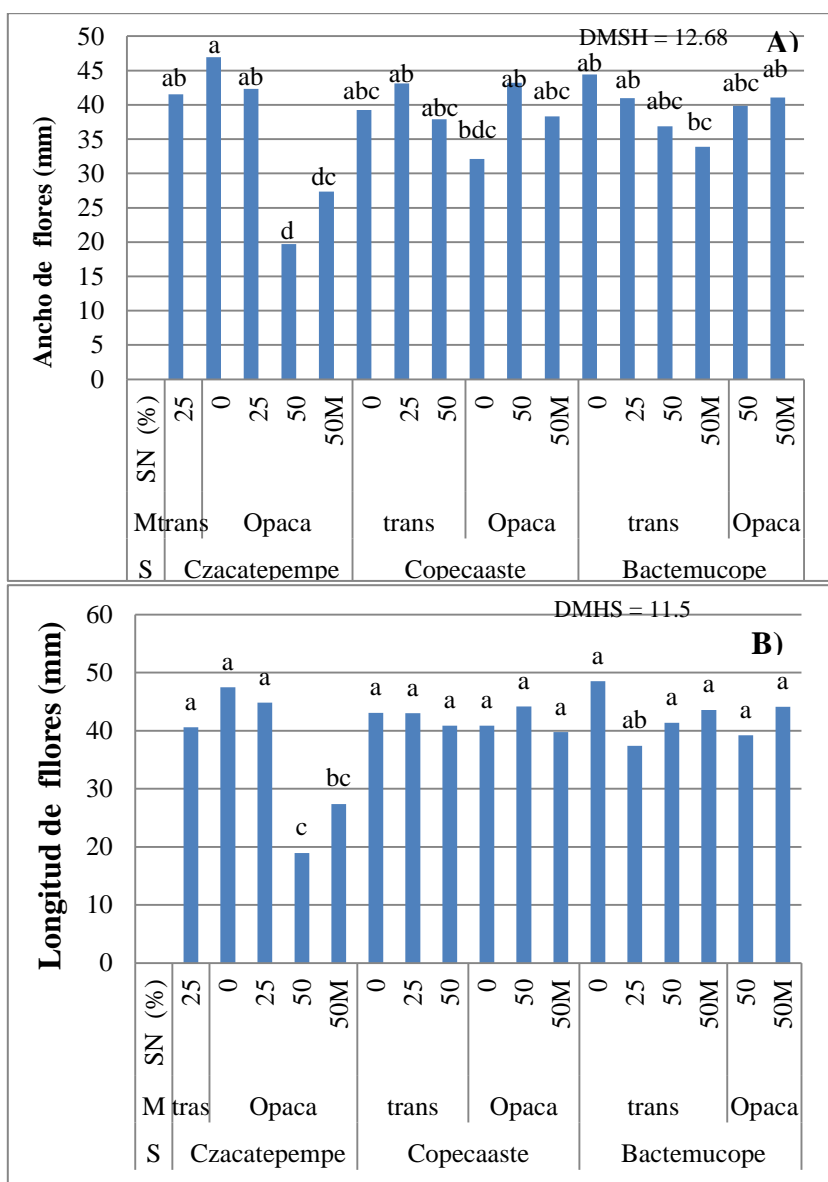 DMSH = 12.68
A)
Ancho de flores (mm)
50
45
40
35
30
25
20
15
10
5
0
ab a ab d dc abc ab abc bdc ab abc ab ab abc bc abc ab
SN (%) 25 0 25 50 50M 0 25 50 0 50 50M 0 25 50 50M 50 50M
M trans Opaca trans Opaca trans Opaca
S Czacatepempe Copecaaste Bactemucope
DMHS = 11.5
B)
Longitud de fllores (mm)
60
50
40
30
20
10
0
a a a c bc a a a a a a a ab a a a a
SN (%) 25 0 25 50 50M 0 25 50 0 50 50M 0 25 50 50M 50 50M
M tras Opaca trans Opaca trans Opaca
S Czacatepempe Copecaaste Bactemucope